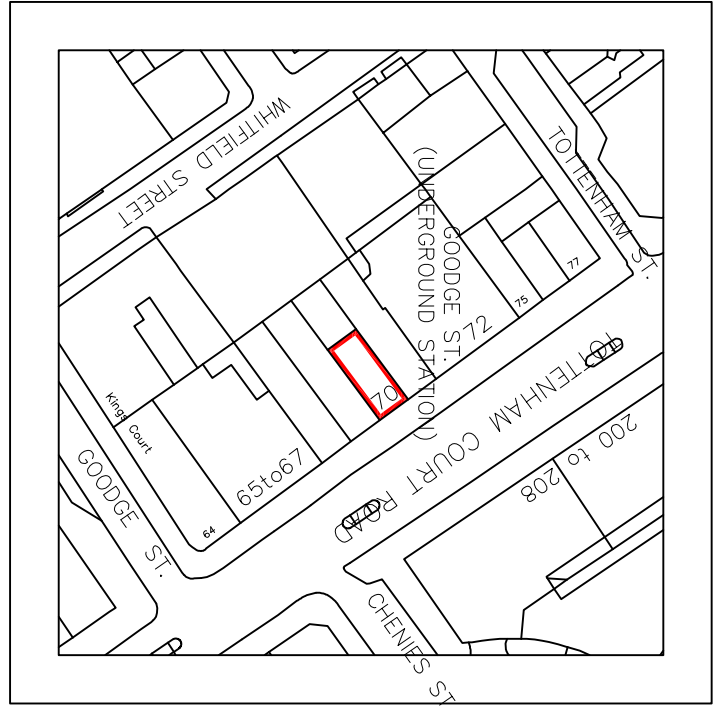 WHITFIELD STREET
TOTTENHAM ST.
GOODGE ST.
(UNDERGROUND STATION)
77
75
72
70
TOTTENHAM COURT ROAD
Kings Court
65to67
200 to 208
GOODGE ST.
64
CHENIES ST